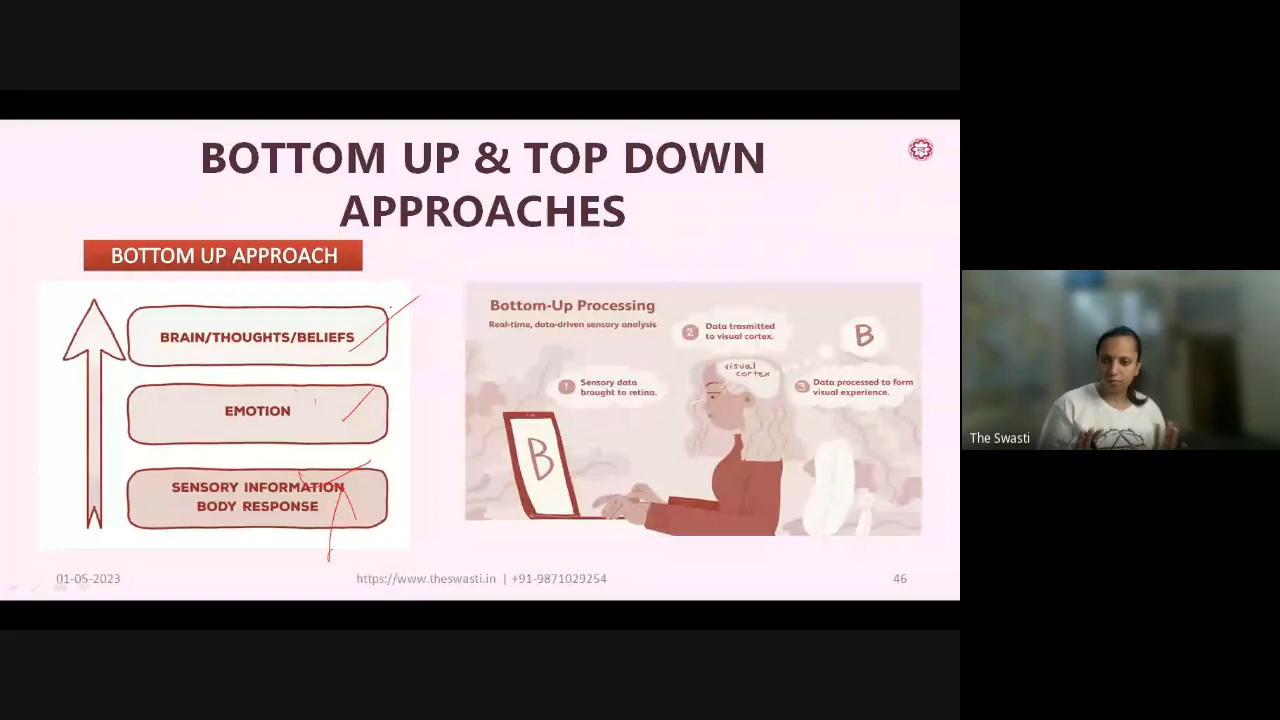 BOTTOM UP & TOP DOWN
APPROACHES
BOTTOM UP APPROACH
BRAIN/THOUGHTS/BELIEFS
EMOTION
SENSORY INFORMATION
BODY RESPONSE
Bottom-Up Processing
Real-time, data-driven sensory analysis
1 Sensory data
brought to retina.
2 Data trasmitted
to visual cortex.
visual
cortex
B
3 Data processed to form
visual experience.
B
01-05-2023
https://www.theswasti.in | +91-9871029254
46
The Swasti